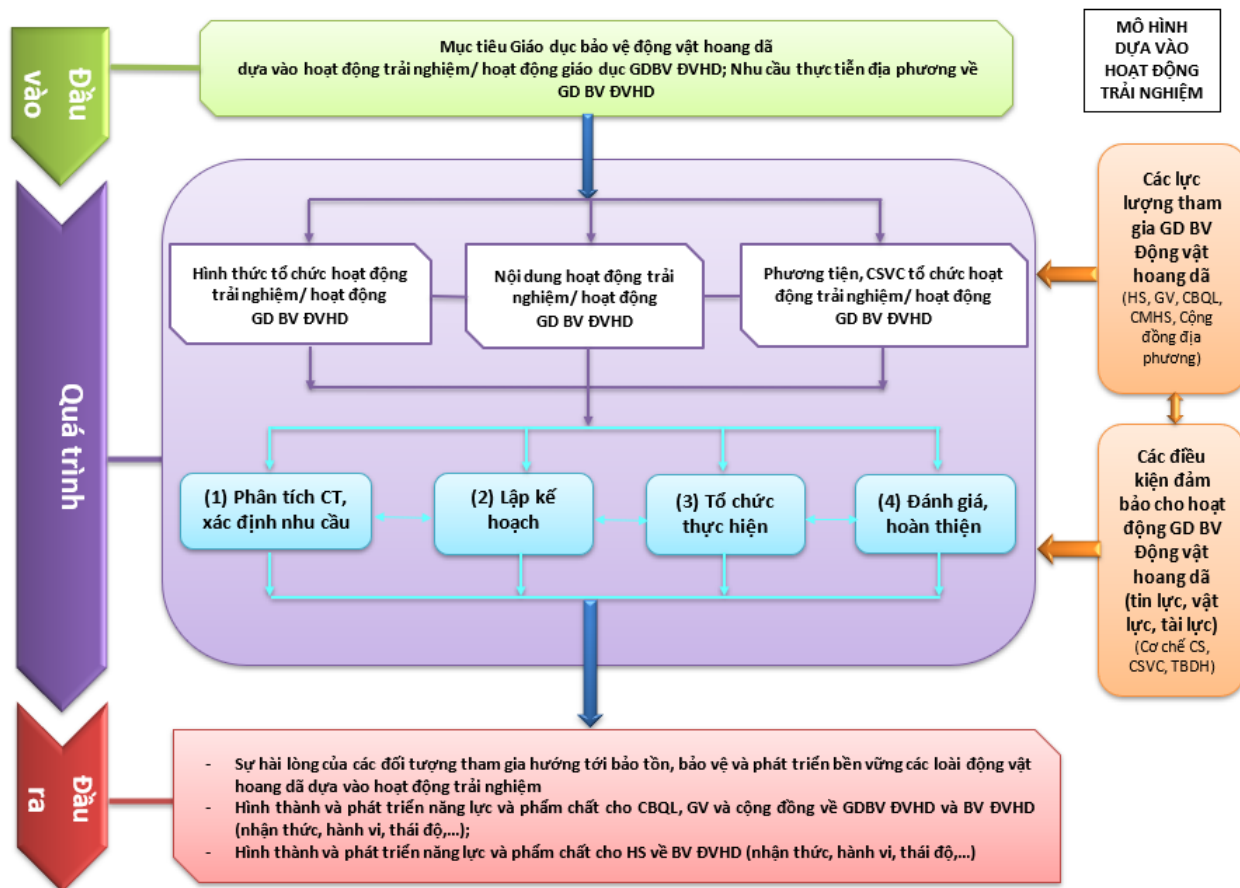 Đầu
vào
Mục tiêu Giáo dục bảo vệ động vật hoang dã
dựa vào hoạt động trải nghiệm/ hoạt động giáo dục GDBV ĐVHD; Nhu cầu thực tiễn địa phương về
GD BV ĐVHD
MÔ HÌNH
DỰA VÀO
HOẠT ĐỘNG
TRẢI NGHIỆM
Quá trình
Hình thức tổ chức hoạt động
trải nghiệm/ hoạt động
GD BV ĐVHD
Nội dung hoạt động trải
nghiệm/ hoạt động
GD BV ĐVHD
Phương tiện, CSVC tổ chức hoạt
động trải nghiệm/ hoạt động
GD BV ĐVHD
Các lực
lượng tham
gia GD BV
Động vật
hoang dã
(HS, GV, CBQL,
CMHS, Cộng
đồng địa
phương)
(1) Phân tích CT,
xác định nhu cầu
(2) Lập kế
hoạch
(3) Tổ chức
thực hiện
(4) Đánh giá,
hoàn thiện
Các điều
kiện đảm
bảo cho hoạt
động GD BV
Động vật
hoang dã
(tin lực, vật
lực, tài lực)
(Cơ chế CS,
CSVC, TBDH)
Đầu
ra
- Sự hài lòng của các đối tượng tham gia hướng tới bảo tồn, bảo vệ và phát triển bền vững các loài động vật
hoang dã dựa vào hoạt động trải nghiệm
- Hình thành và phát triển năng lực và phẩm chất cho CBQL, GV và cộng đồng về GDBV ĐVHD và BV ĐVHD
(nhận thức, hành vi, thái độ,...);
- Hình thành và phát triển năng lực và phẩm chất cho HS về BV ĐVHD (nhận thức, hành vi, thái độ,...)